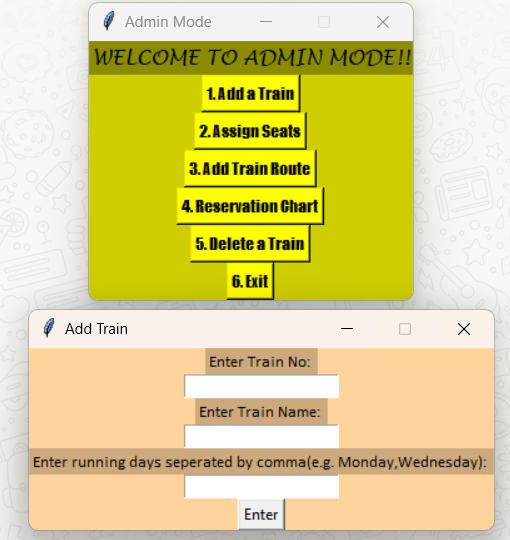 Admin Mode
WELCOME TO ADMIN MODE!!
1. Add a Train
2. Assign Seats
3. Add Train Route
4. Reservation Chart
5. Delete a Train
6. Exit
Add Train
Enter Train No:
Enter Train Name:
Enter running days seperated by comma(e.g. Monday,Wednesday):
Enter